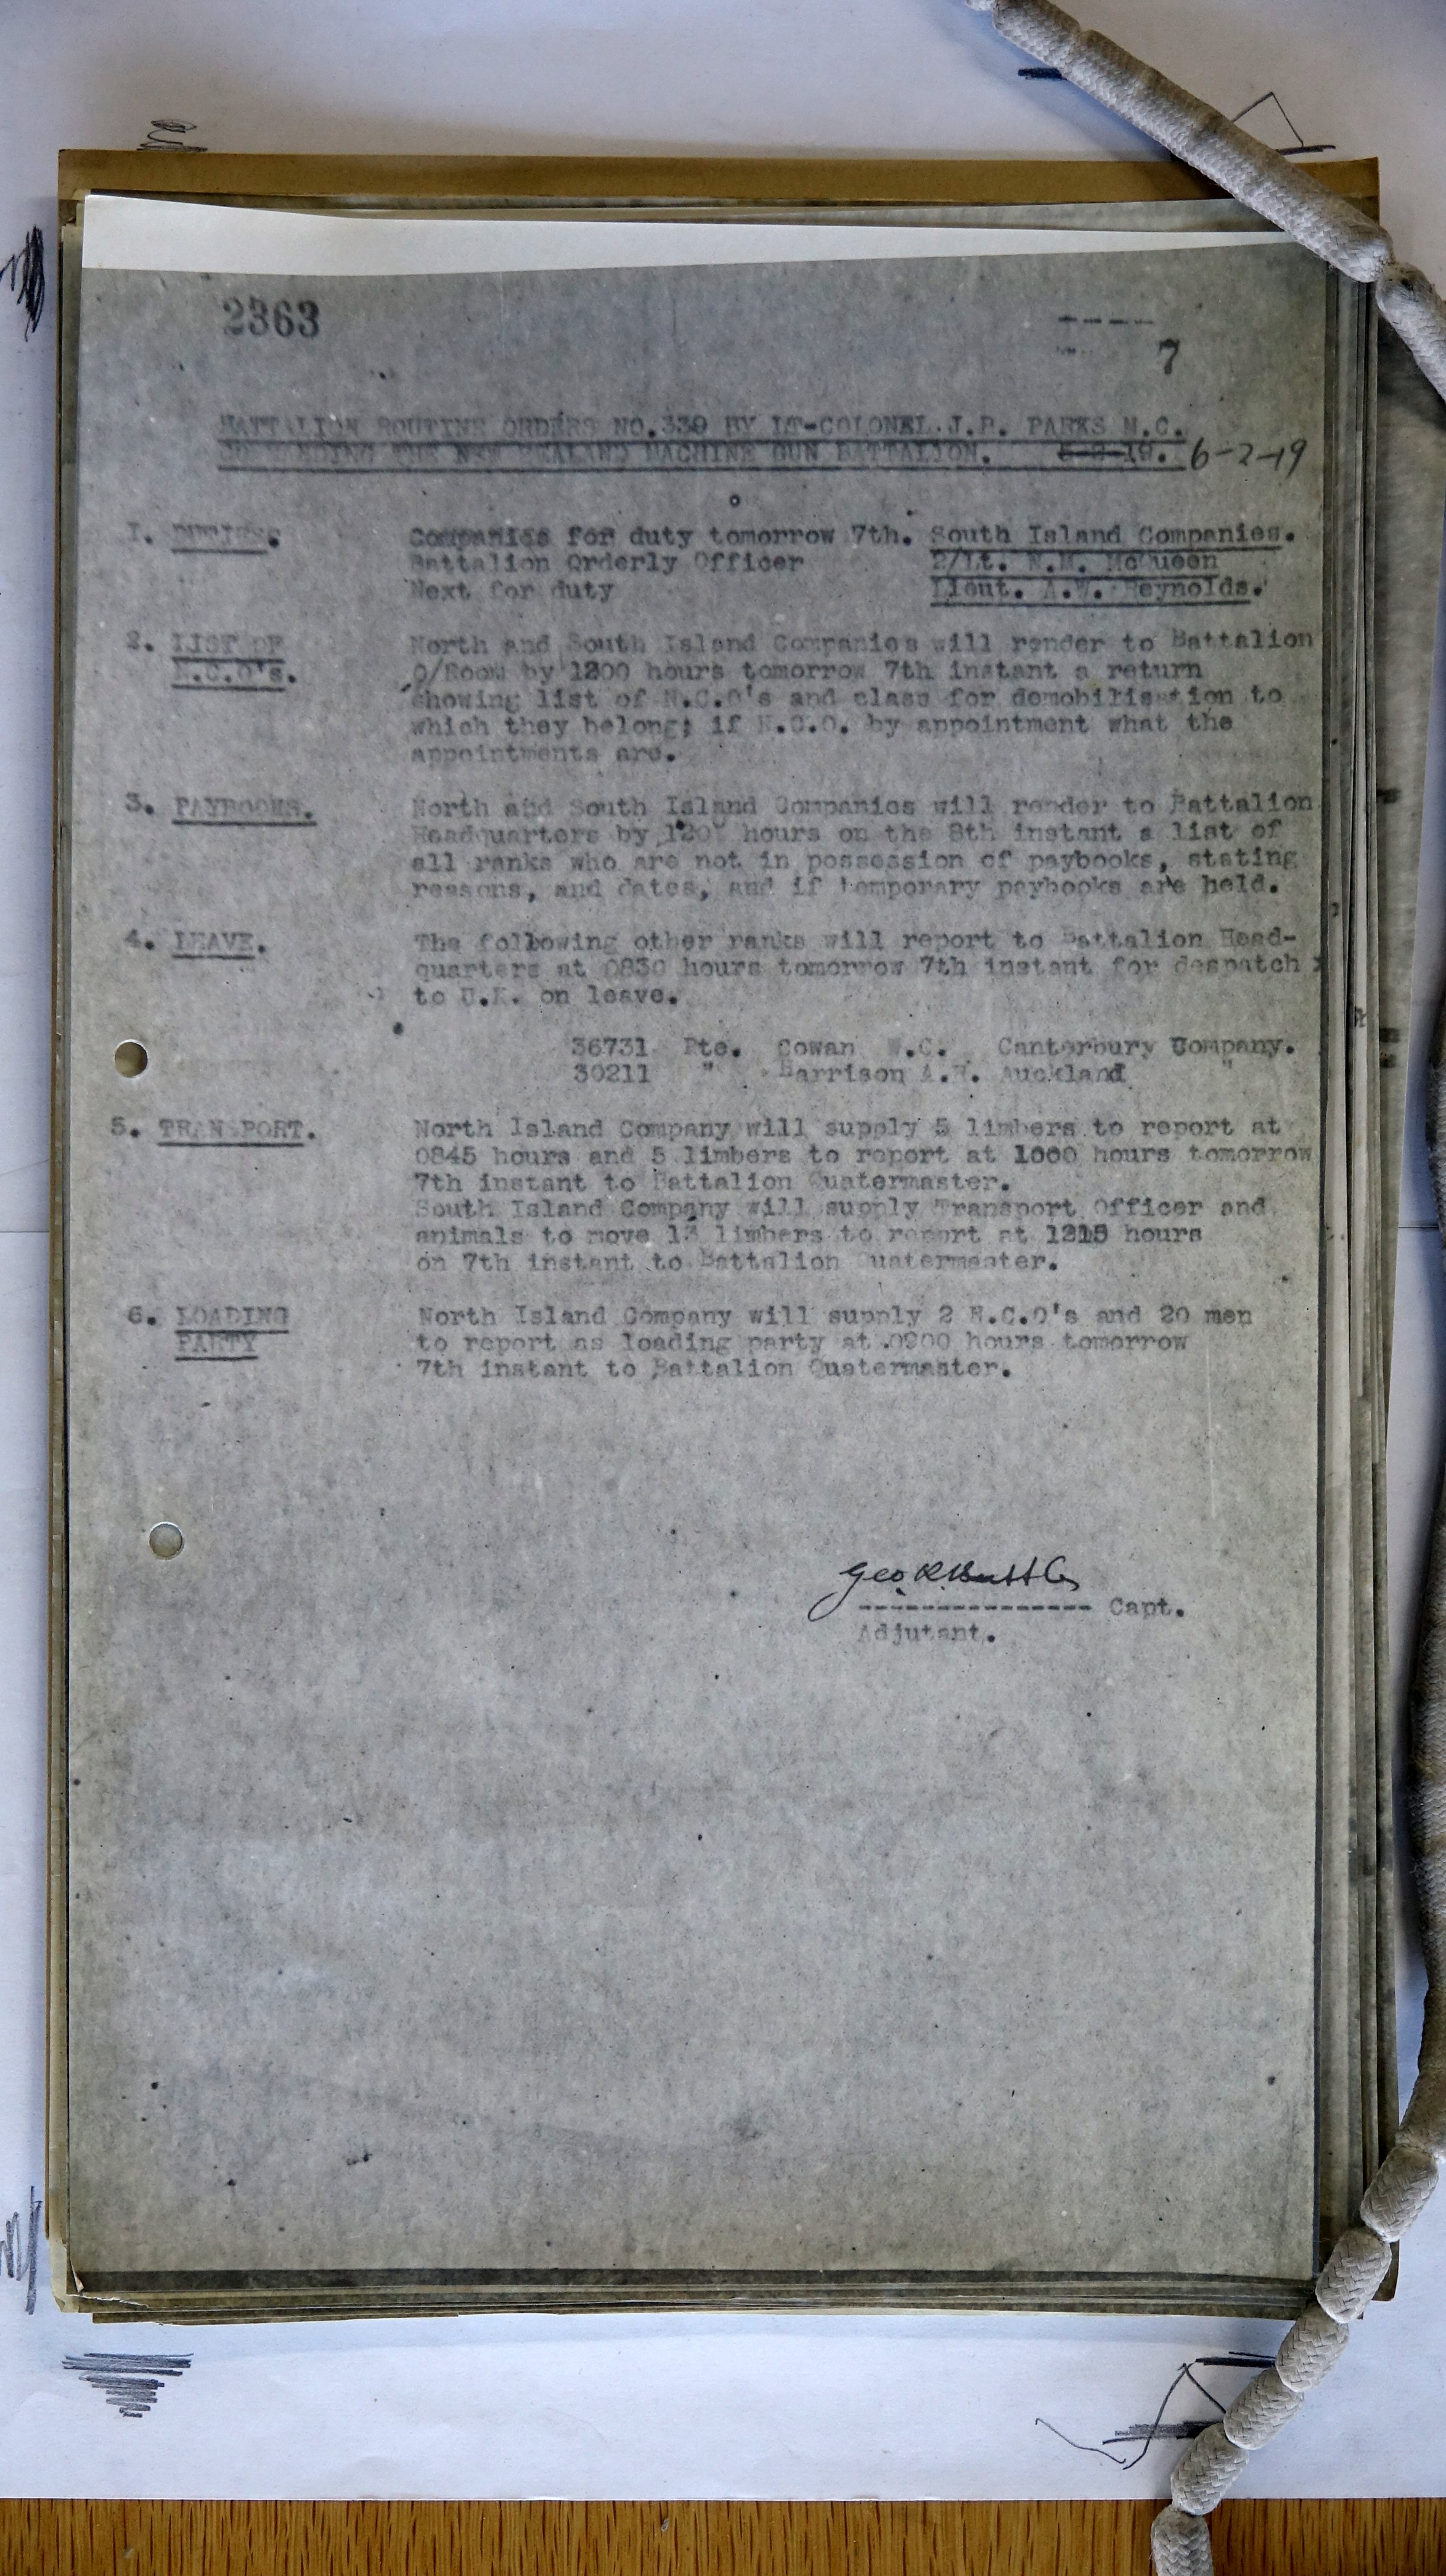 2363
7
BATTALION ROUTINE ORDERS NO.339 BY LT-COLONEL J.B. PARKS M.C.
COMMANDING THE NEW ZEALAND MACHINE GUN BATTALION. 6-2-19
1. DUTIES. Companies for duty tomorrow 7th. South Island Companies.
Battalion Orderly Officer 2/Lt. N.M. McQueen
Next for duty Lieut. A.W. Reynolds.
2. LIST OF N.C.O's. North and South Island Companies will render to Battalion
O/Room by 1200 hours tomorrow 7th instant a return
showing list of N.C.O's and class for demobilisation to
which they belong; if N.C.O. by appointment what the
appointments are.
3. PAYBOOKS. North and South Island Companies will render to Battalion
Headquarters by 1200 hours on the 8th instant a list of
all ranks who are not in possession of paybooks, stating
reasons, and dates, and if temporary paybooks are held.
4. LEAVE. The following other ranks will report to Battalion Head-
quarters at 0830 hours tomorrow 7th instant for despatch
to U.K. on leave.
36731 Pte. Cowan W.C. Canterbury Company.
30211 " Harrison A.H. Auckland "
5. TRANSPORT. North Island Company will supply 5 limbers to report at
0845 hours and 5 limbers to report at 1000 hours tomorrow
7th instant to Battalion Quatermaster.
South Island Company will supply Transport Officer and
animals to move 13 limbers to report at 1215 hours
on 7th instant to Battalion Quatermaster.
6. LOADING PARTY North Island Company will supply 2 N.C.O's and 20 men
to report as loading party at 0900 hours tomorrow
7th instant to Battalion Quatermaster.
Capt.
Adjutant.